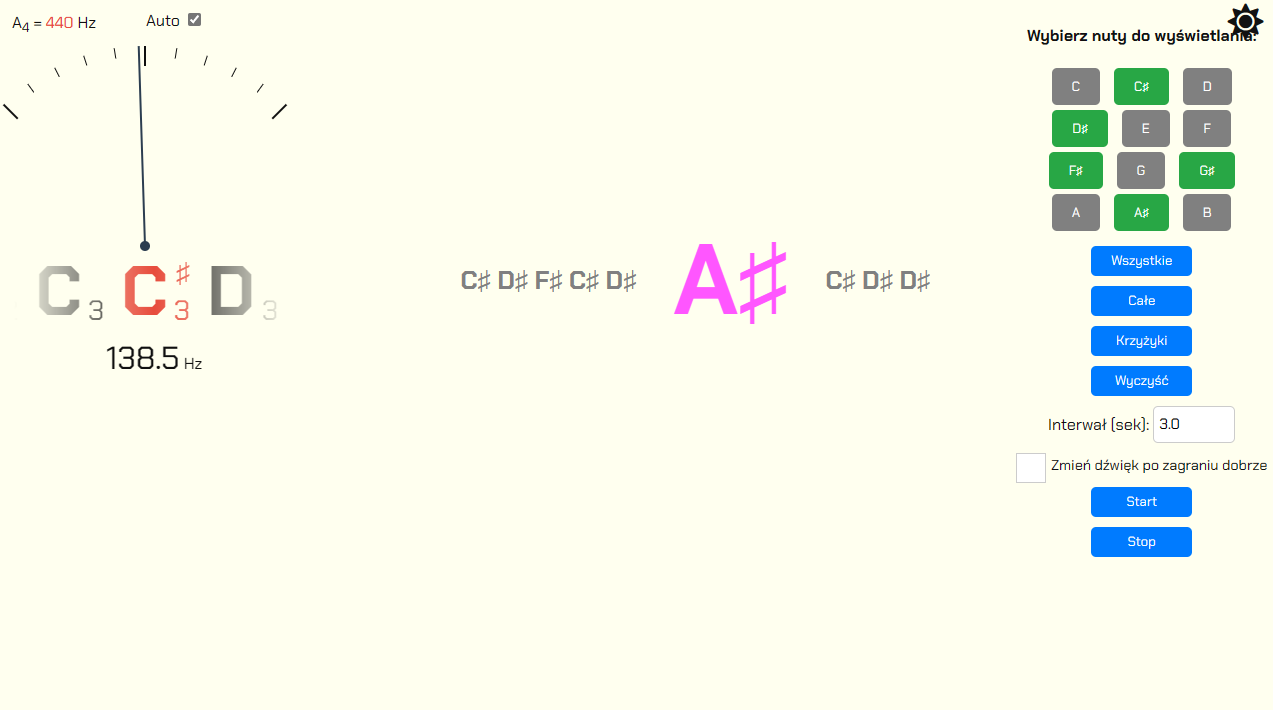 A4 = 440 Hz
Auto
C3 C♯3 D3
138.5 Hz
C♯ D♯ F♯ C♯ D♯ A♯ C♯ D♯ D♯
Wybierz nuty do wyświetlania:
C C♯ D
D♯ E F
F♯ G G♯
A A♯ B
Wszystkie
Całe
Krzyżyki
Wyczyść
Interwał (sek): 3.0
Zmień dźwięk po zagraniu dobrze
Start
Stop